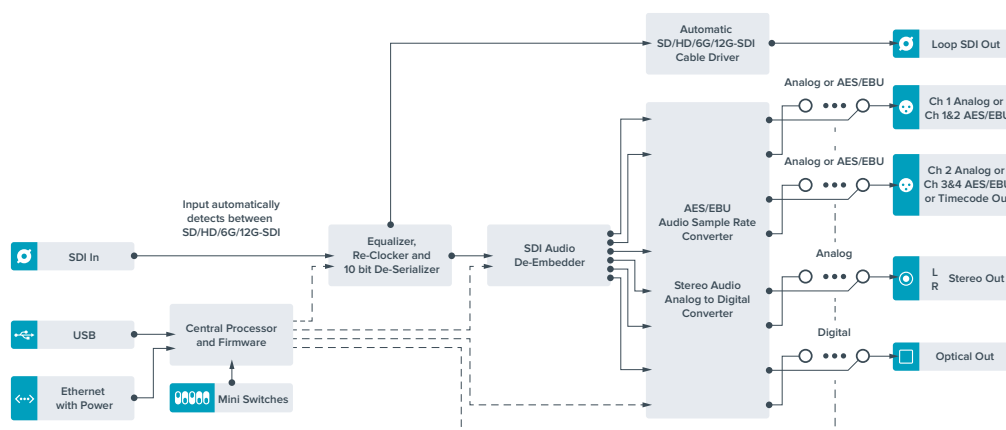 Automatic
SD/HD/6G/12G-SDI
Cable Driver
Loop SDI Out
Analog or AES/EBU
Ch 1 Analog or
Ch 1&2 AES/EBU
Analog or AES/EBU
Ch 2 Analog or
Ch 3&4 AES/EBU
or Timecode Ou
Input automatically
detects between
SD/HD/6G/12G-SDI
SDI In
Equalizer,
Re-Clocker and
10 bit De-Serializer
SDI Audio
De-Embedder
AES/EBU
Audio Sample Rate
Converter
Stereo Audio
Analog to Digital
Converter
Analog
L
R
Stereo Out
USB
Central Processor
and Firmware
Digital
Optical Out
Ethernet
with Power
Mini Switches